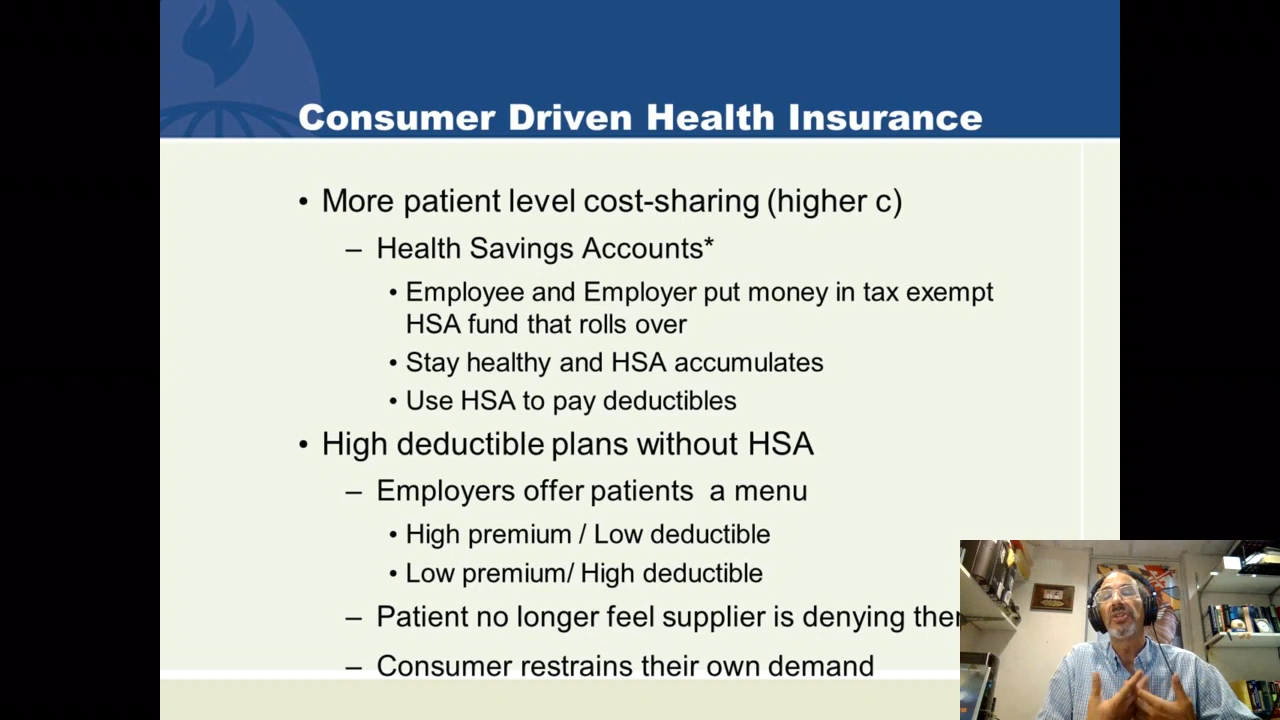 Consumer Driven Health Insurance
• More patient level cost-sharing (higher c)
– Health Savings Accounts*
• Employee and Employer put money in tax exempt
HSA fund that rolls over
• Stay healthy and HSA accumulates
• Use HSA to pay deductibles
• High deductible plans without HSA
– Employers offer patients a menu
• High premium / Low deductible
• Low premium/ High deductible
– Patient no longer feel supplier is denying
– Consumer restrains their own demand